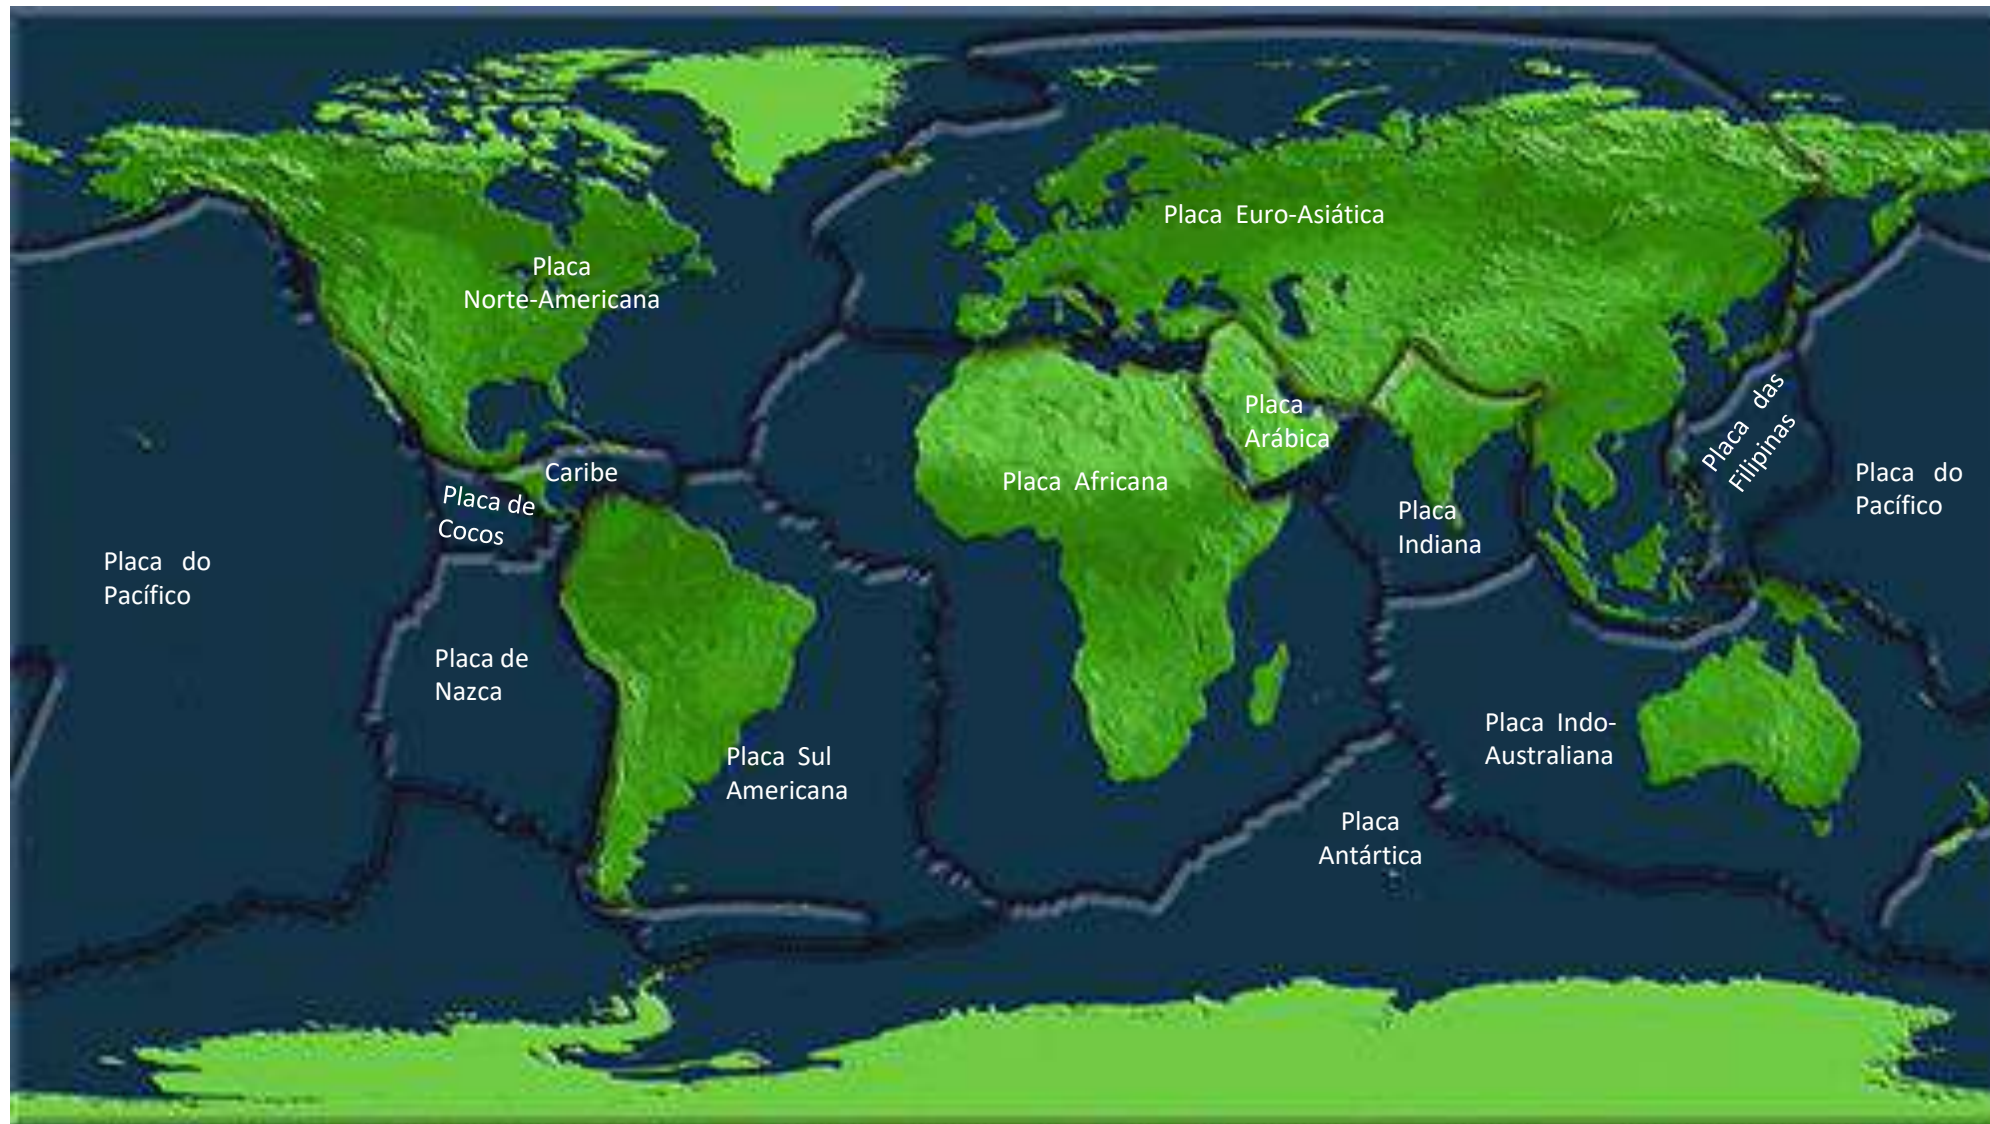 Placa Euro-Asiática
Placa
Norte-Americana
Placa
Arábica
Placa das
Filipinas
Caribe
Placa Africana
Placa do
Pacífico
Placa de
Cocos
Placa
Indiana
Placa do
Pacífico
Placa de
Nazca
Placa Indo-
Australiana
Placa Sul
Americana
Placa
Antártica